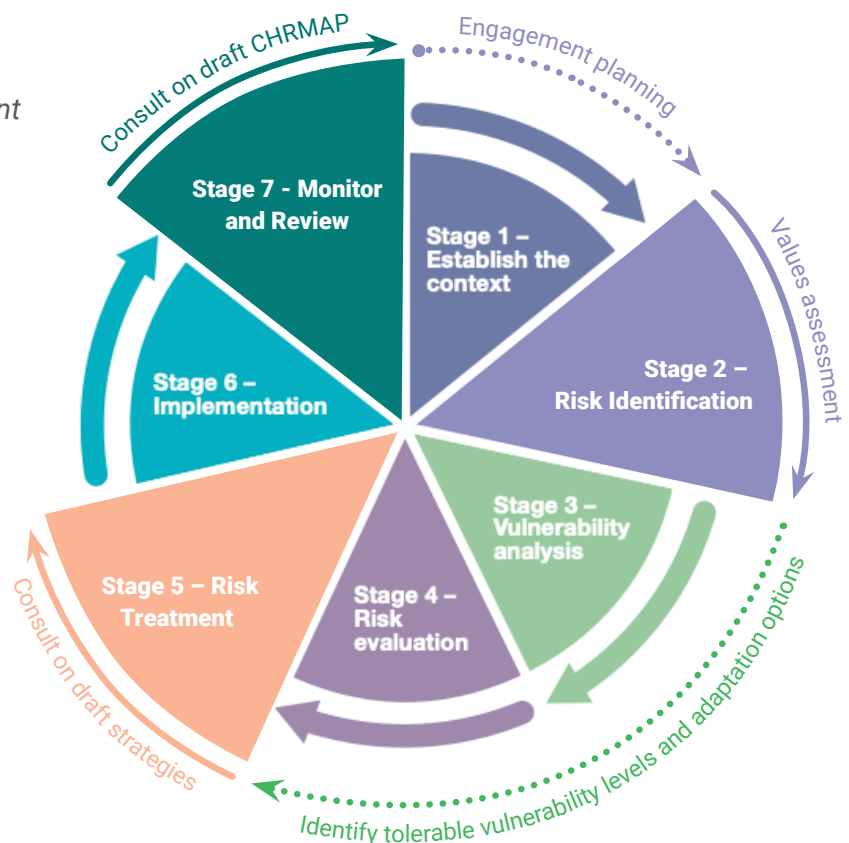 nt
Consult on draft CHRMAP
Engagement planning
Stage 7 - Monitor
and Review
Stage 1 –
Establish the
context
Values assessment
Stage 2 –
Risk Identification
Stage 6 –
Implementation
Stage 3 –
Vulnerability
analysis
Stage 5 – Risk
Treatment
Stage 4 –
Risk
evaluation
Consult on draft strategies
Identify tolerable vulnerability levels and adaptation options